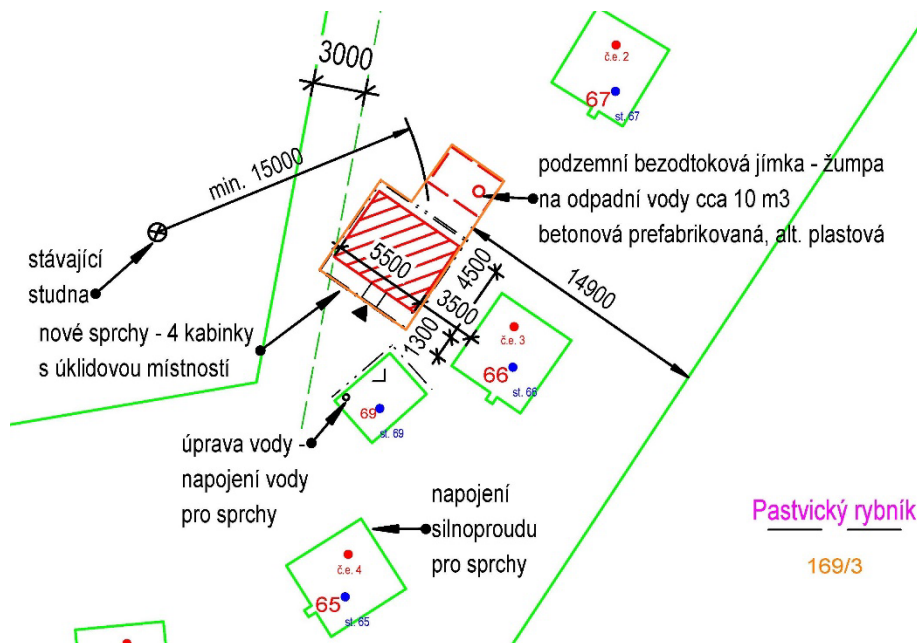 3000
č.e. 2
67
st. 67
min. 15000
podzemní bezodtoková jímka - žumpa
na odpadní vody cca 10 m3
betonová prefabrikovaná, alt. plastová
stávající
studna
5500
4500
3500
1300
14900
nové sprchy - 4 kabinky
s úklidovou místností
č.e. 3
66
st. 66
69
st. 69
úprava vody -
napojení vody
pro sprchy
napojení
silnoproudu
pro sprchy
Pastvický rybník
169/3
č.e. 4
65
st. 65